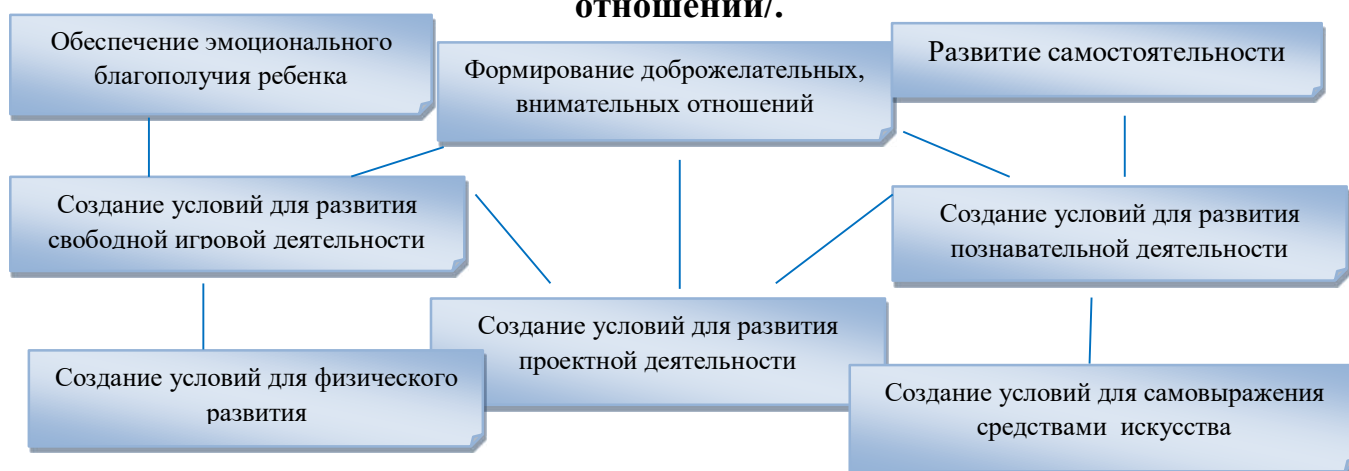 отношений/.
Обеспечение эмоционального
благополучия ребенка
Формирование доброжелательных,
внимательных отношений
Развитие самостоятельности
Создание условий для развития
свободной игровой деятельности
Создание условий для развития
познавательной деятельности
Создание условий для развития
проектной деятельности
Создание условий для физического
развития
Создание условий для самовыражения
средствами искусства